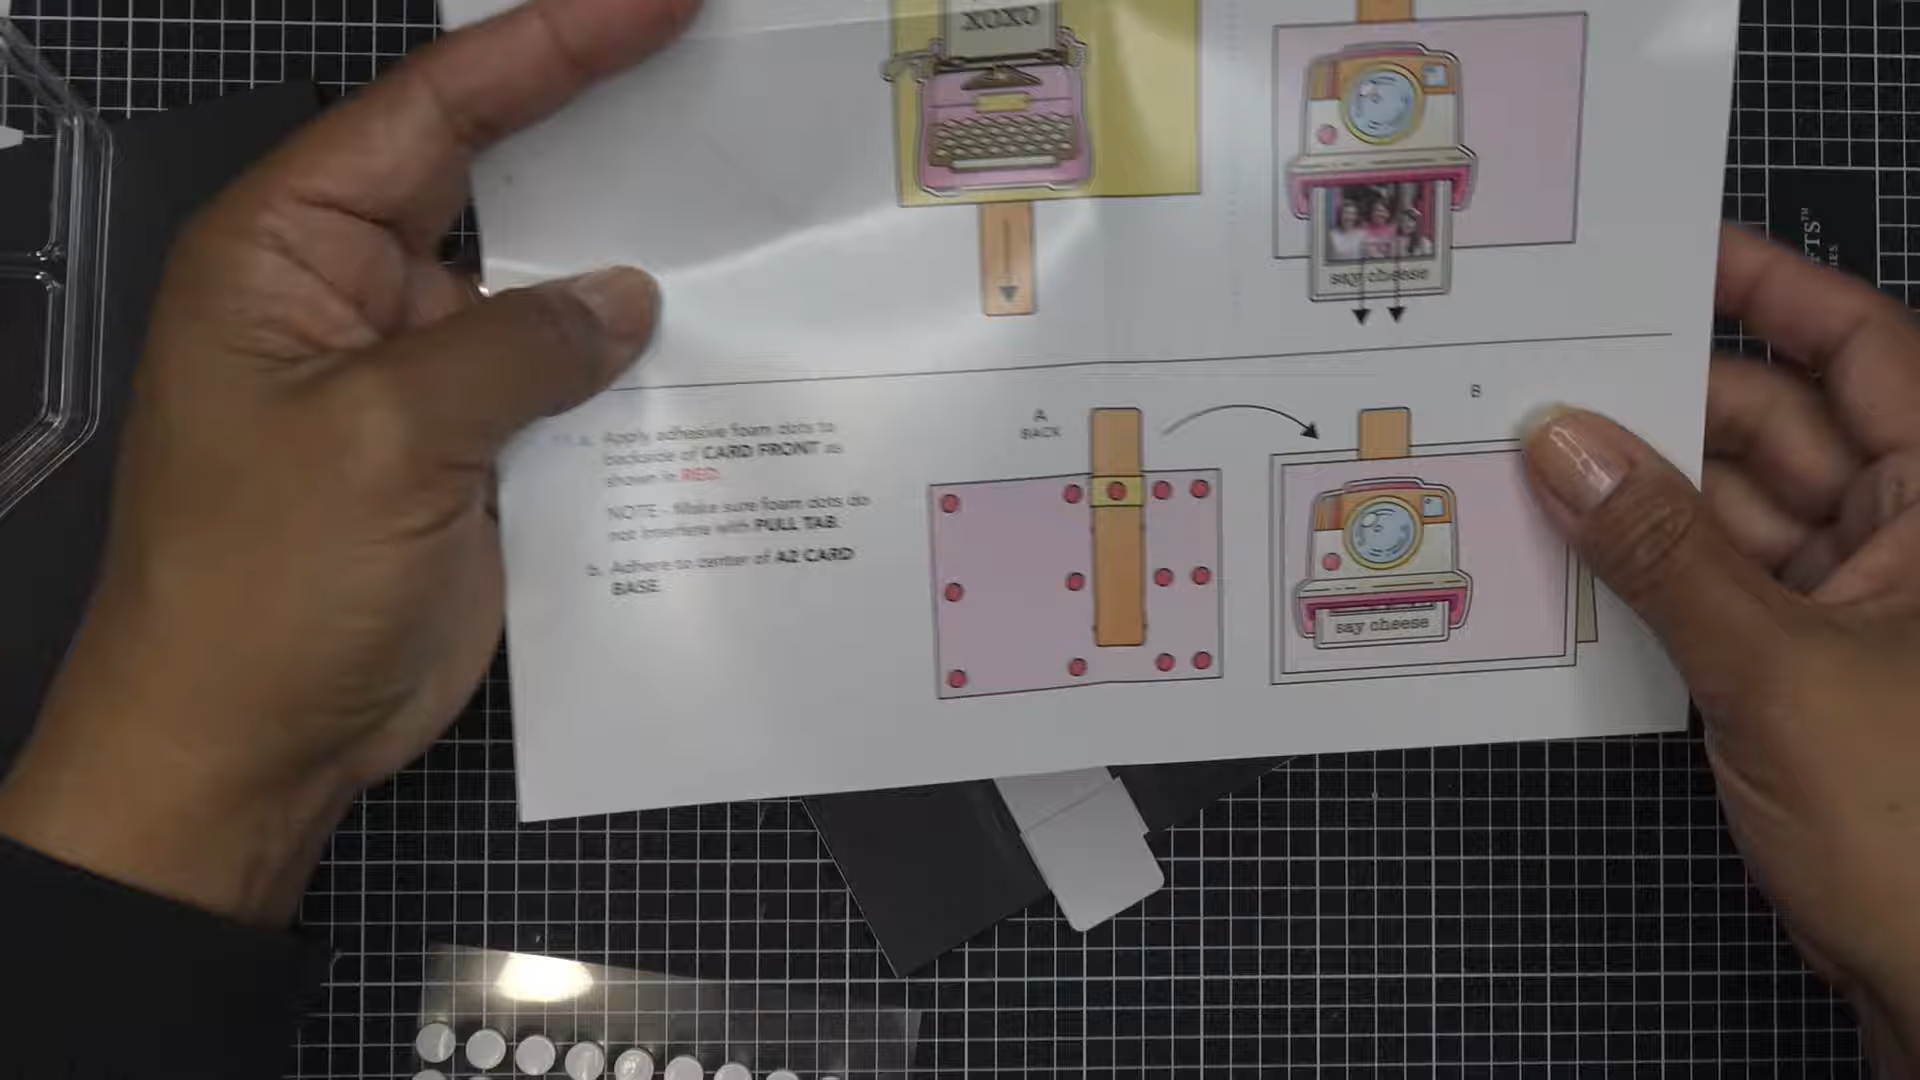 XOXO
say cheese
11. a. Apply adhesive foam dots to
backside of CARD FRONT as
shown in RED.
NOTE - Make sure foam dots do
not interfere with PULL TAB.
b. Adhere to center of A2 CARD
BASE.
A
BACK
B
say cheese